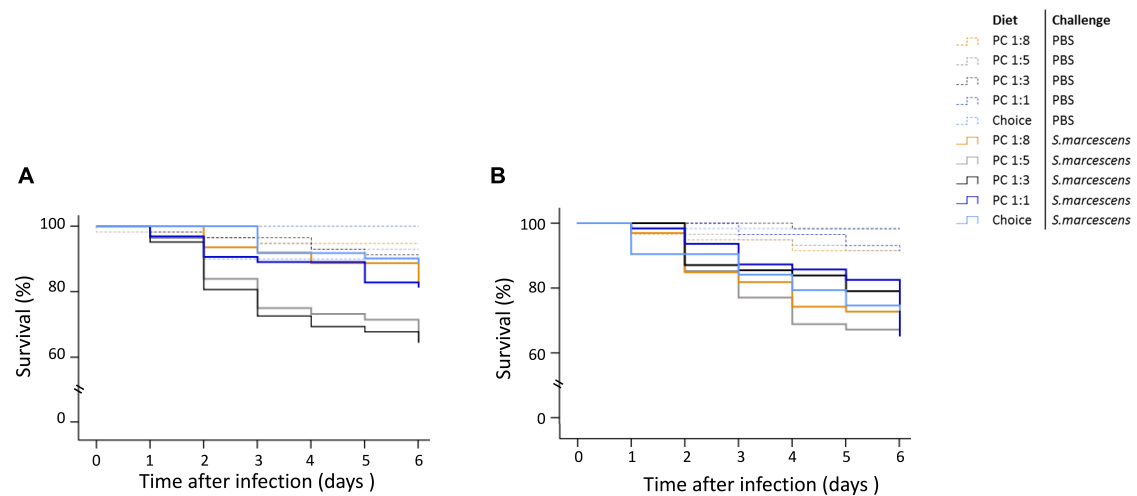 Diet Challenge
PC 1:8 PBS
PC 1:5 PBS
PC 1:3 PBS
PC 1:1 PBS
Choice PBS
PC 1:8 S.marcescens
PC 1:5 S.marcescens
PC 1:3 S.marcescens
PC 1:1 S.marcescens
Choice S.marcescens
A
Survival (%)
100
80
60
0
0 1 2 3 4 5 6
Time after infection (days )
B
Survival (%)
100
80
60
0
0 1 2 3 4 5 6
Time after infection (days )